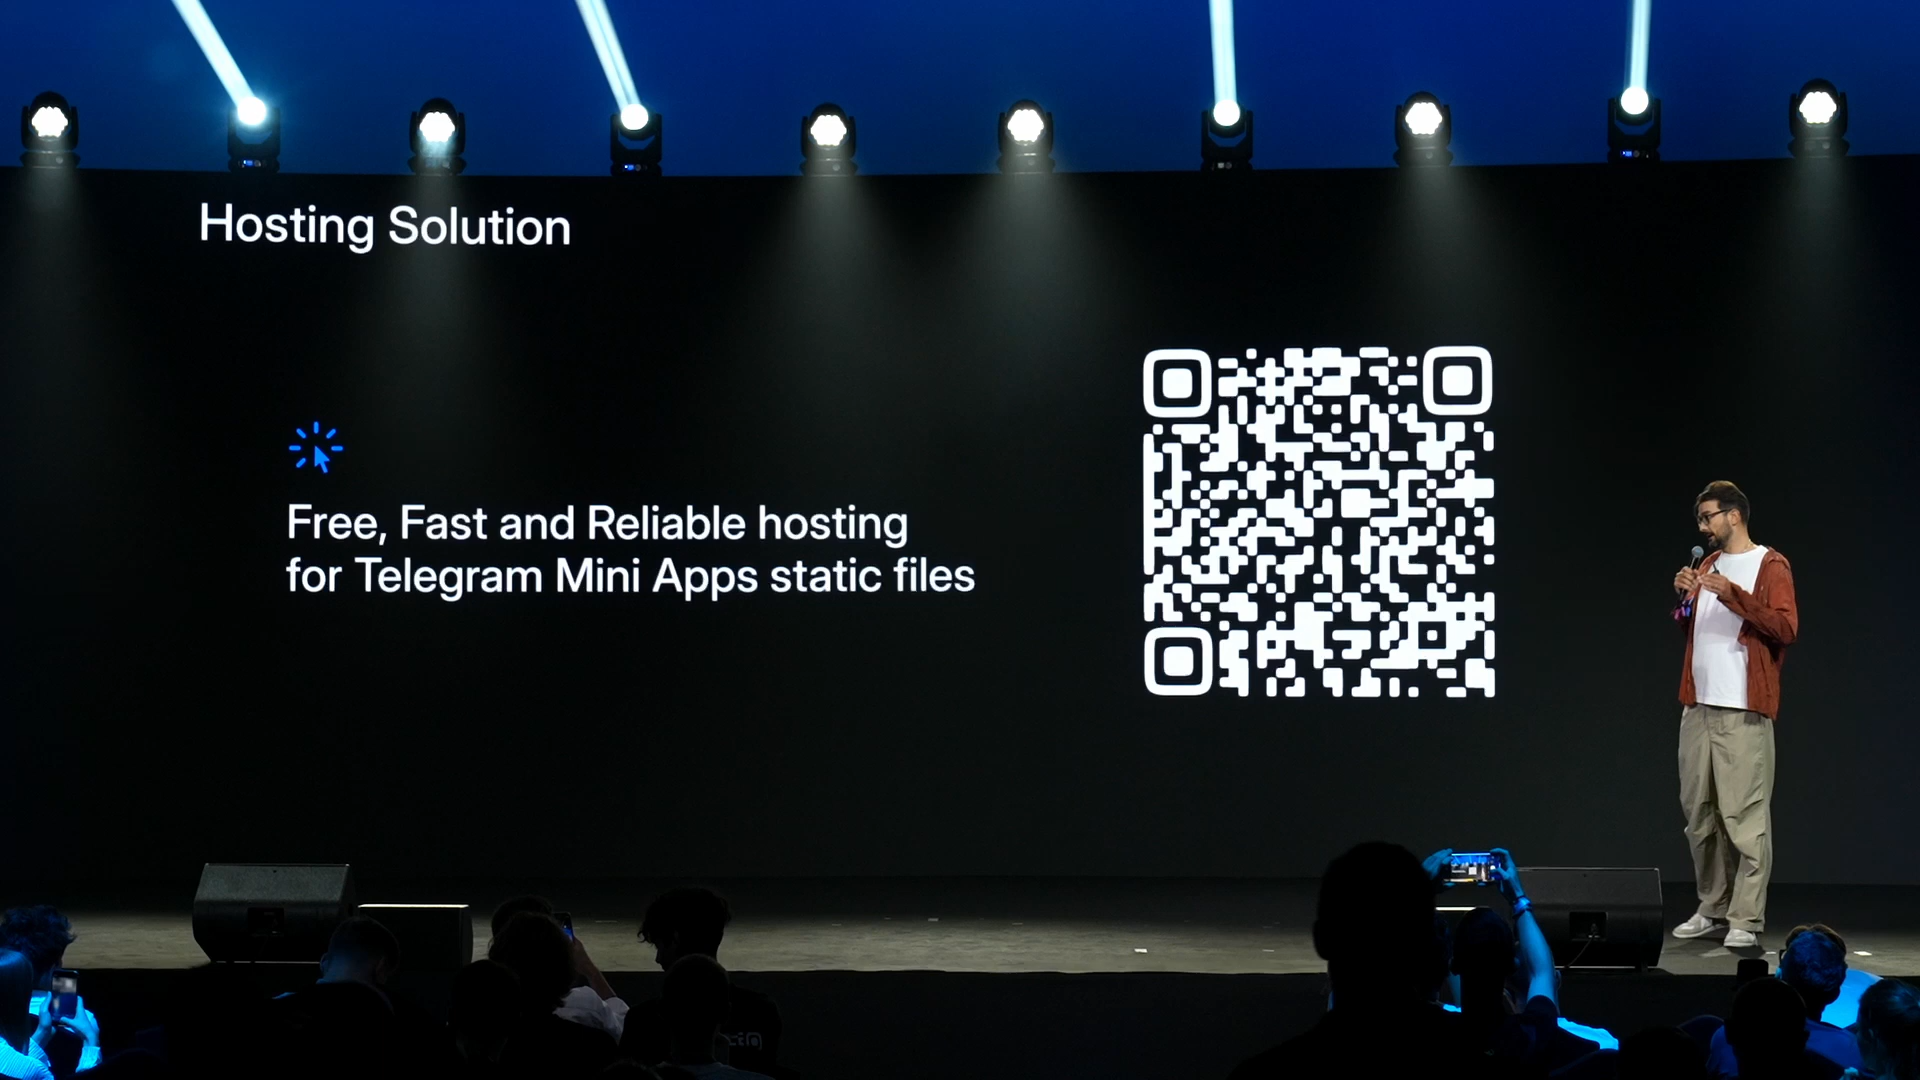 Hosting Solution
Free, Fast and Reliable hosting
for Telegram Mini Apps static files